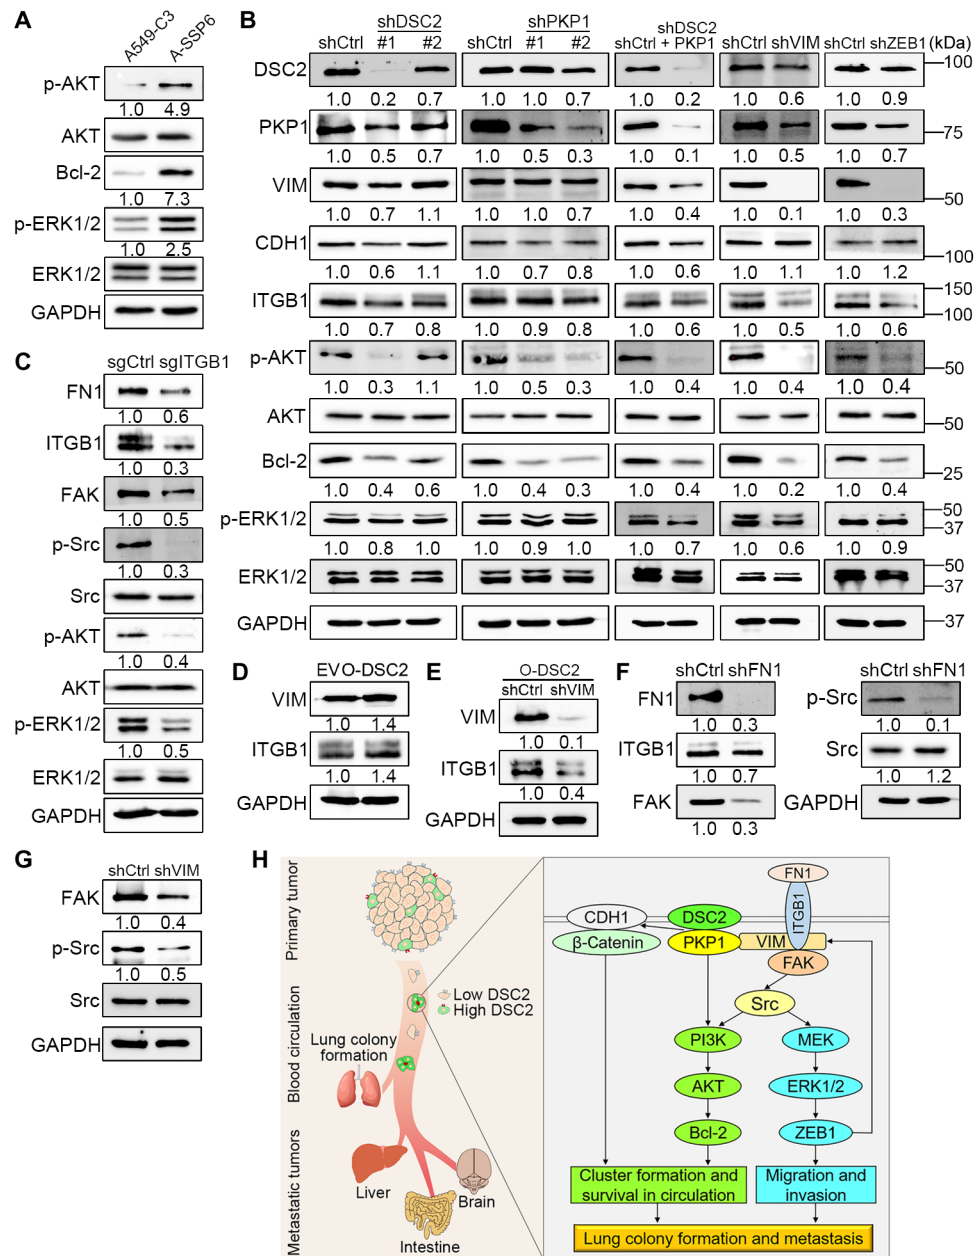 A
A549-C3 A-SSP6
p-AKT
1.0 4.9
AKT
Bcl-2
1.0 7.3
p-ERK1/2
1.0 2.5
ERK1/2
GAPDH
B
shDSC2 shPKP1 shDSC2
shCtrl #1 #2 shCtrl #1 #2 shCtrl + PKP1 shCtrl shVIM shCtrl shZEB1 (kDa)
DSC2 100
1.0 0.2 0.7 1.0 1.0 0.7 1.0 0.2 1.0 0.6 1.0 0.9
PKP1 75
1.0 0.5 0.7 1.0 0.5 0.3 1.0 0.1 1.0 0.5 1.0 0.7
VIM 50
1.0 0.7 1.1 1.0 1.0 0.7 1.0 0.4 1.0 0.1 1.0 0.3
CDH1 100
1.0 0.6 1.1 1.0 0.7 0.8 1.0 0.6 1.0 1.1 1.0 1.2
ITGB1 150
100
1.0 0.7 0.8 1.0 0.9 0.8 1.0 0.6 1.0 0.5 1.0 0.6
p-AKT 50
1.0 0.3 1.1 1.0 0.5 0.3 1.0 0.4 1.0 0.4 1.0 0.4
AKT 50
Bcl-2 25
1.0 0.4 0.6 1.0 0.4 0.3 1.0 0.4 1.0 0.2 1.0 0.4
p-ERK1/2 50
37
1.0 0.8 1.0 1.0 0.9 1.0 1.0 0.7 1.0 0.6 1.0 0.9
ERK1/2 50
37
GAPDH 37
C
sgCtrl sgITGB1
FN1
1.0 0.6
ITGB1
1.0 0.3
FAK
1.0 0.5
p-Src
1.0 0.3
Src
p-AKT
1.0 0.4
AKT
p-ERK1/2
1.0 0.5
ERK1/2
GAPDH
D
EV O-DSC2
VIM
1.0 1.4
ITGB1
1.0 1.4
GAPDH
E
O-DSC2
shCtrl shVIM
VIM
1.0 0.1
ITGB1
1.0 0.4
GAPDH
F
shCtrl shFN1
FN1
1.0 0.3
ITGB1
1.0 0.7
FAK
1.0 0.3
shCtrl shFN1
p-Src
1.0 0.1
Src
1.0 1.2
GAPDH
G
shCtrl shVIM
FAK
1.0 0.4
p-Src
1.0 0.5
Src
GAPDH
H
Primary tumor
Blood circulation
Metastatic tumors
Low DSC2
High DSC2
Lung colony
formation
Liver
Brain
Intestine
FN1
ITGB1
CDH1 DSC2
β-Catenin PKP1 VIM
FAK
Src
PI3K MEK
AKT ERK1/2
Bcl-2 ZEB1
Cluster formation and
survival in circulation
Migration and
invasion
Lung colony formation and metastasis